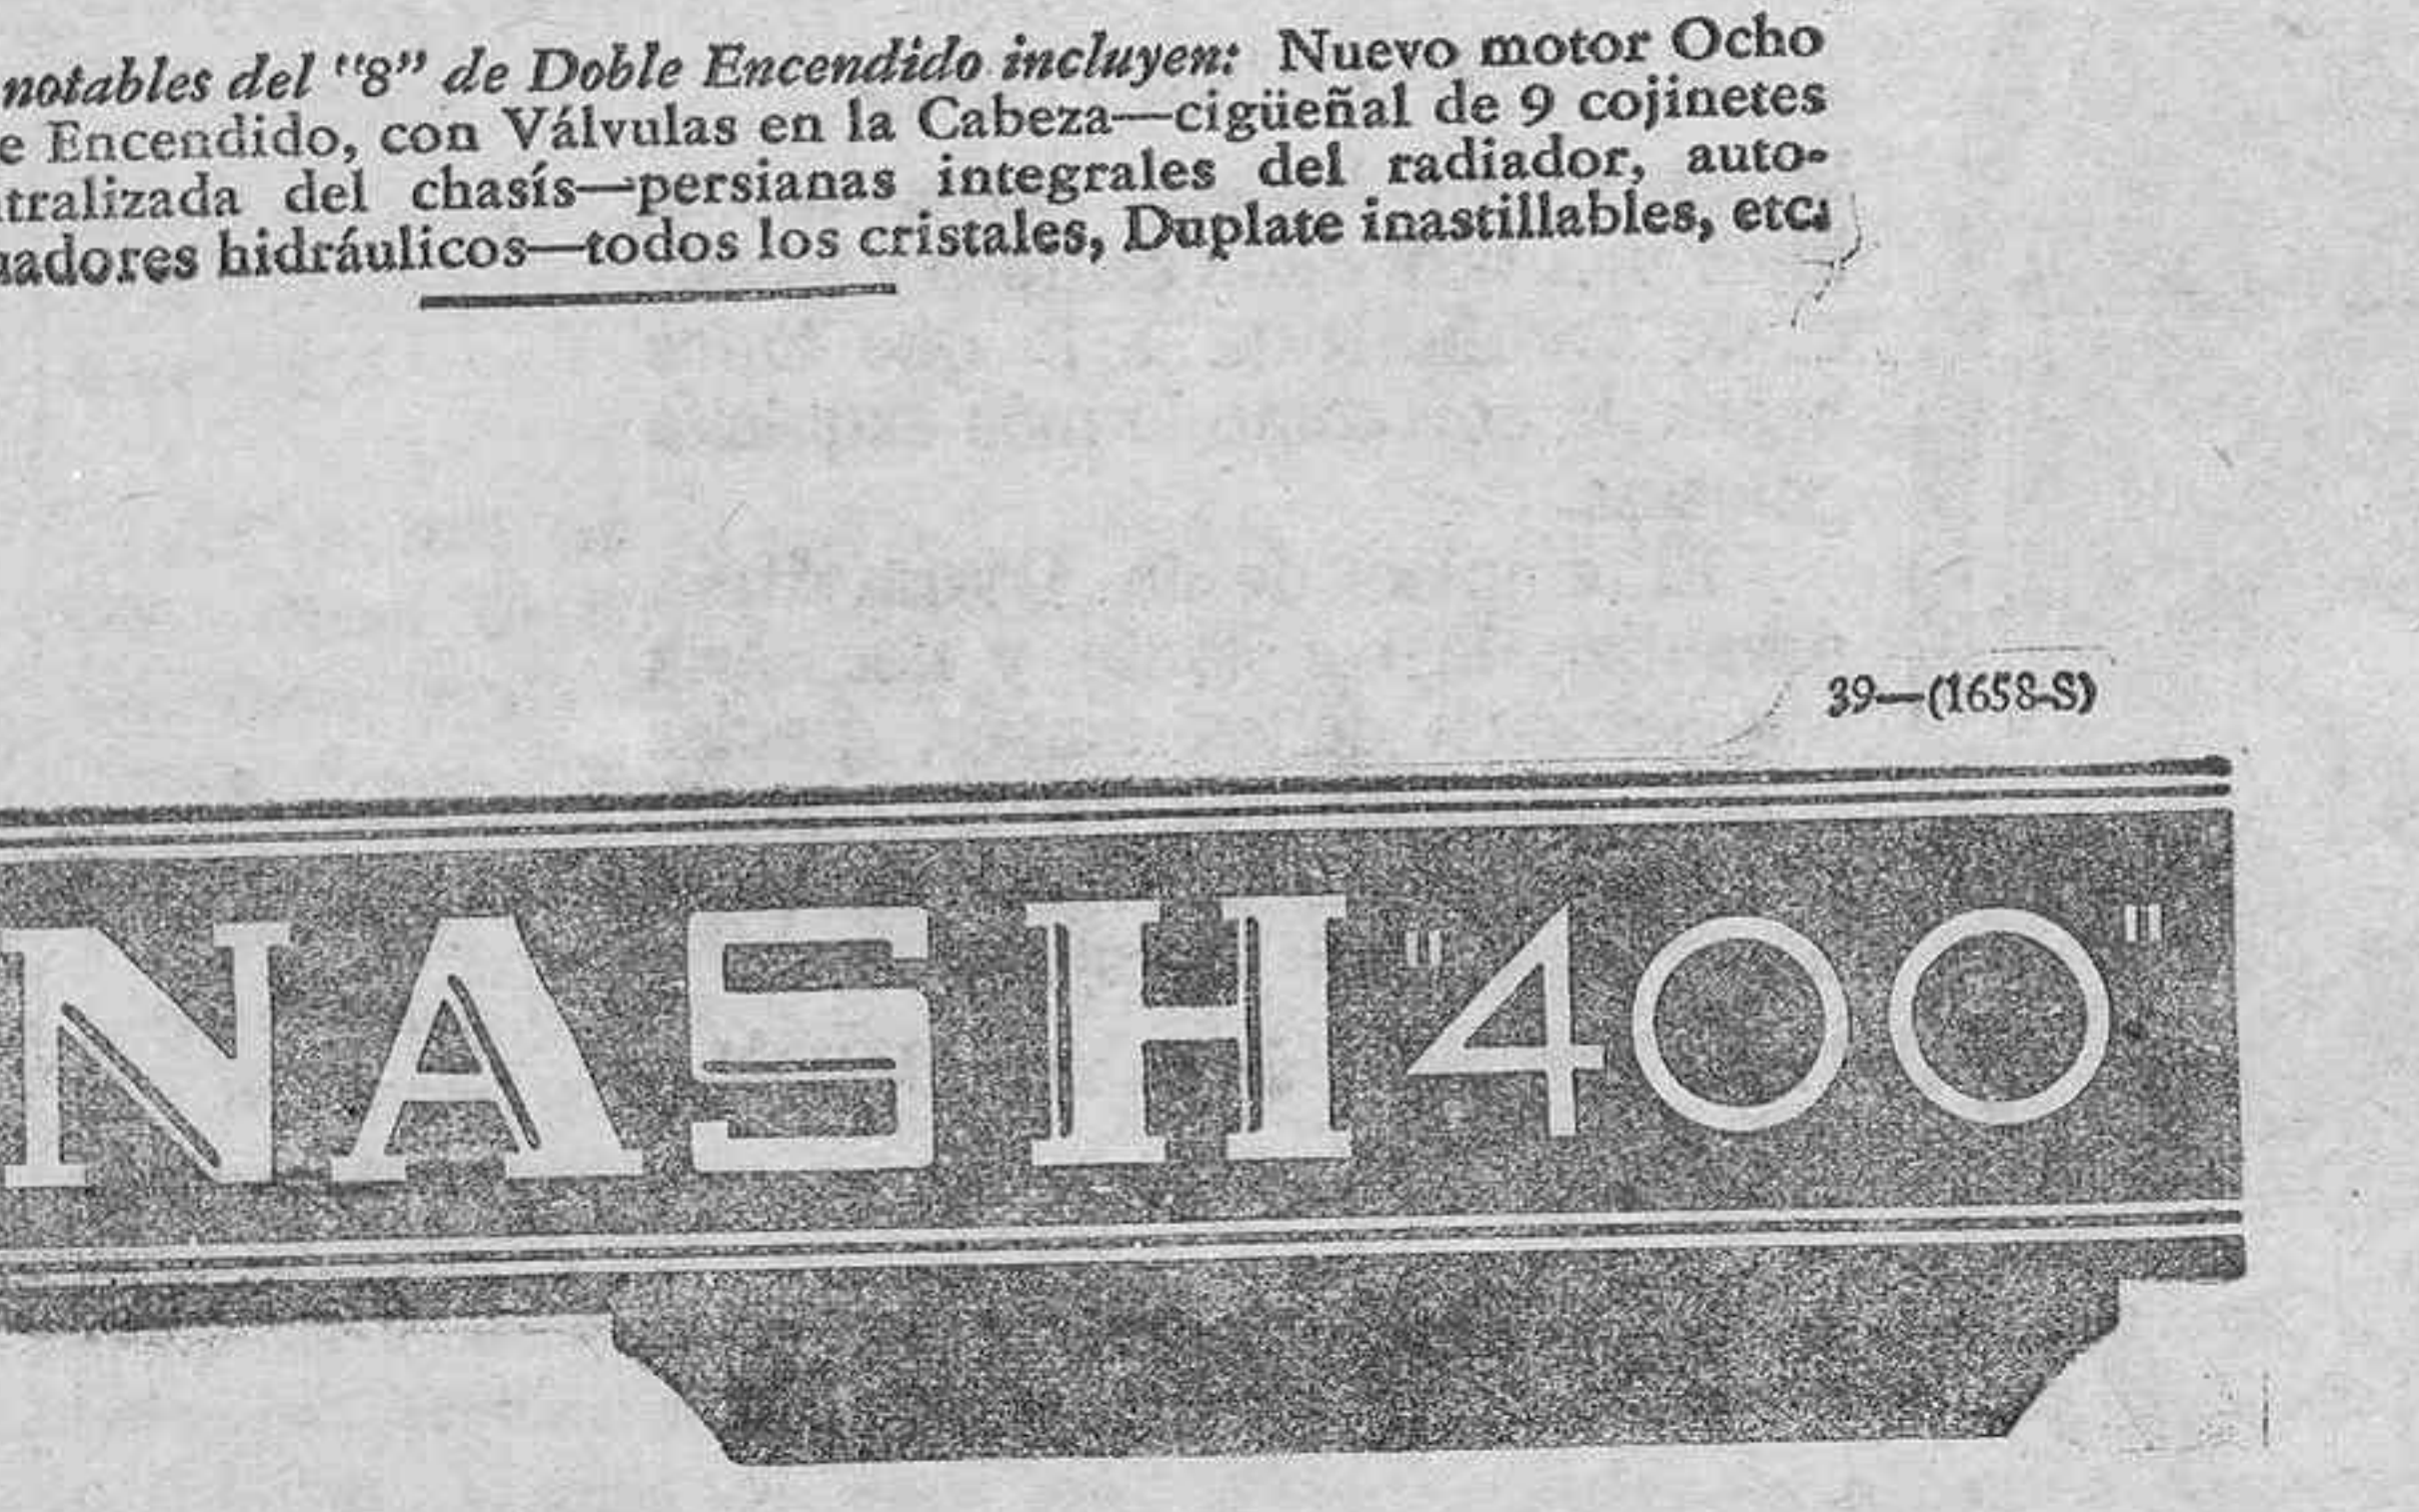 notables del “8” de Doble Encendido incluyen: Nuevo motor Ocho
e Encendido, con Válvulas en la Cabeza—cigüeñal de 9 cojinetes
tralizada del chasís—persianas integrales del radiador, auto-
uadores hidráulicos—todos los cristales, Duplate inastillables, etc.
39—(1658-S)
NASH "400"